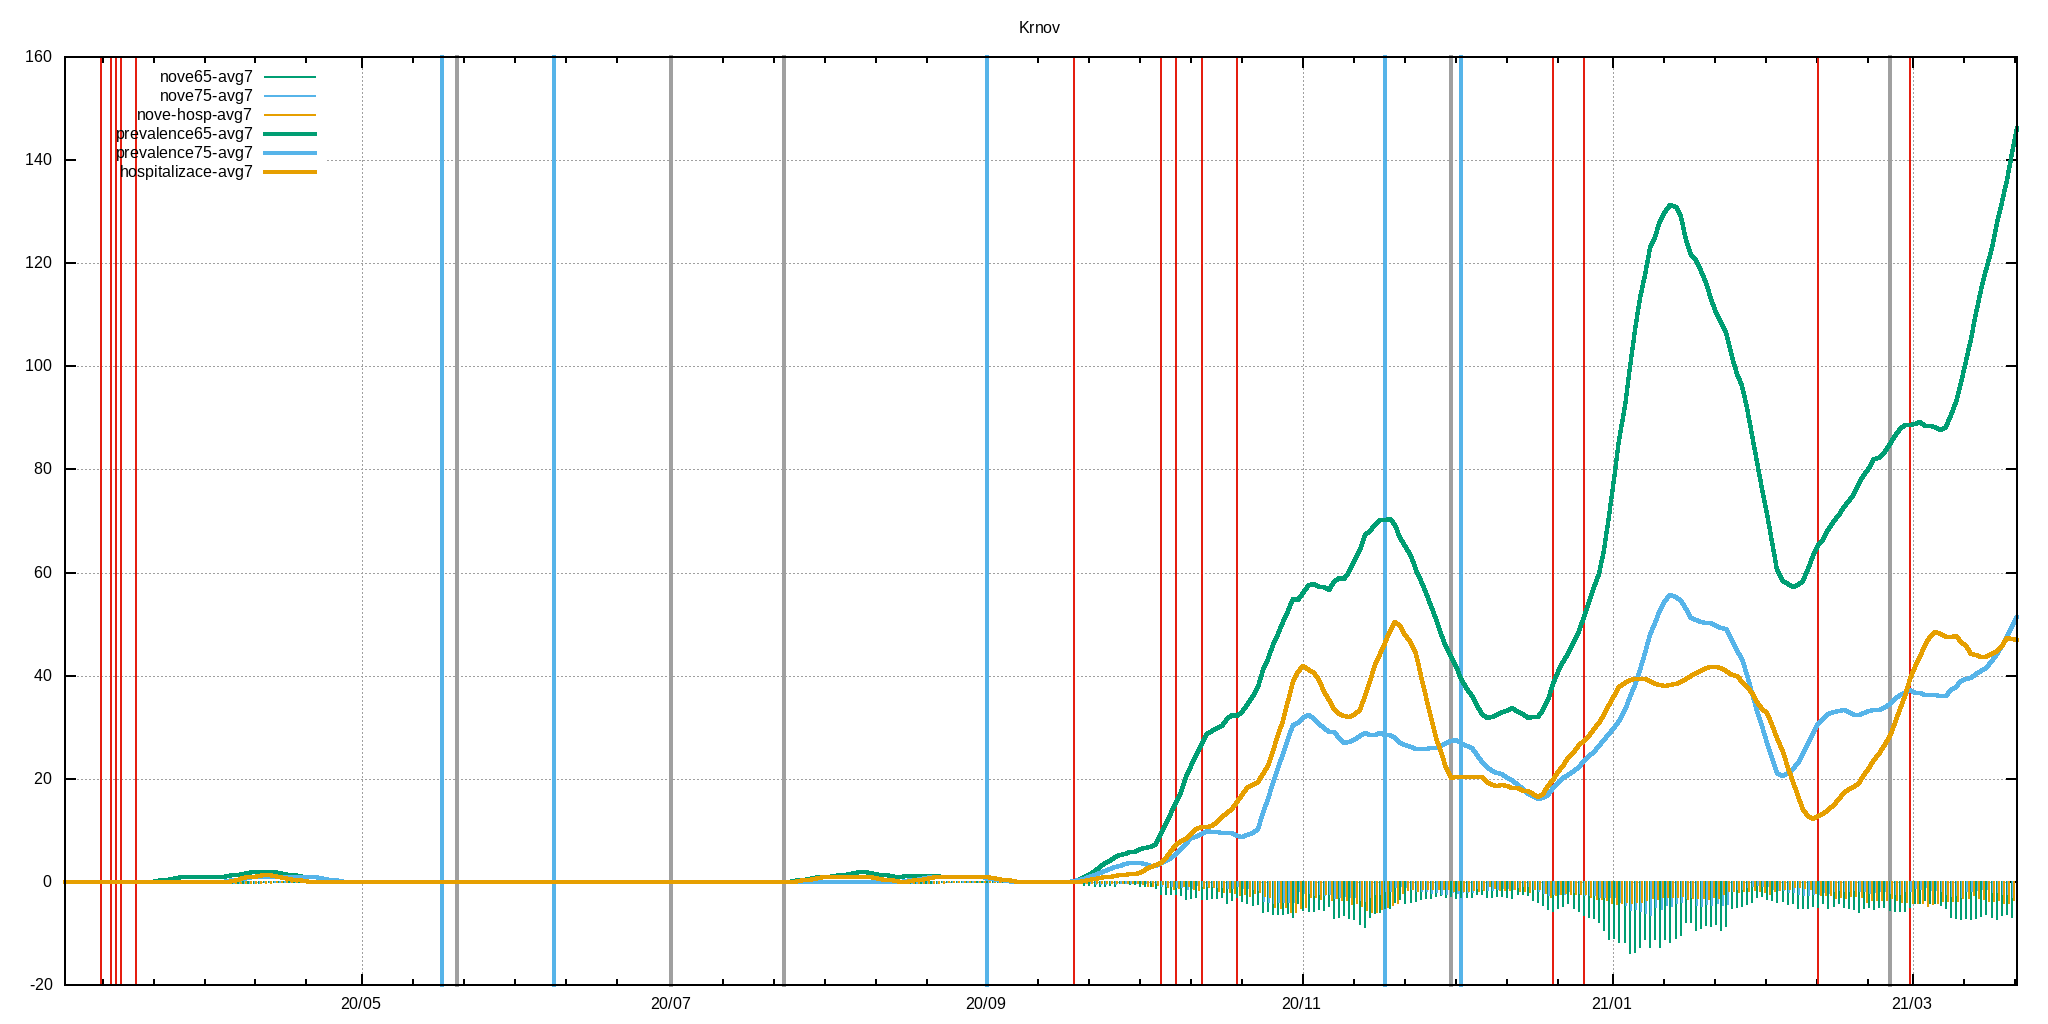 Krnov
160
140
120
100
80
60
40
20
0
-20
nove65-avg7
nove75-avg7
nove-hosp-avg7
prevalence65-avg7
prevalence75-avg7
hospitalizace-avg7
20/05
20/07
20/09
20/11
21/01
21/03